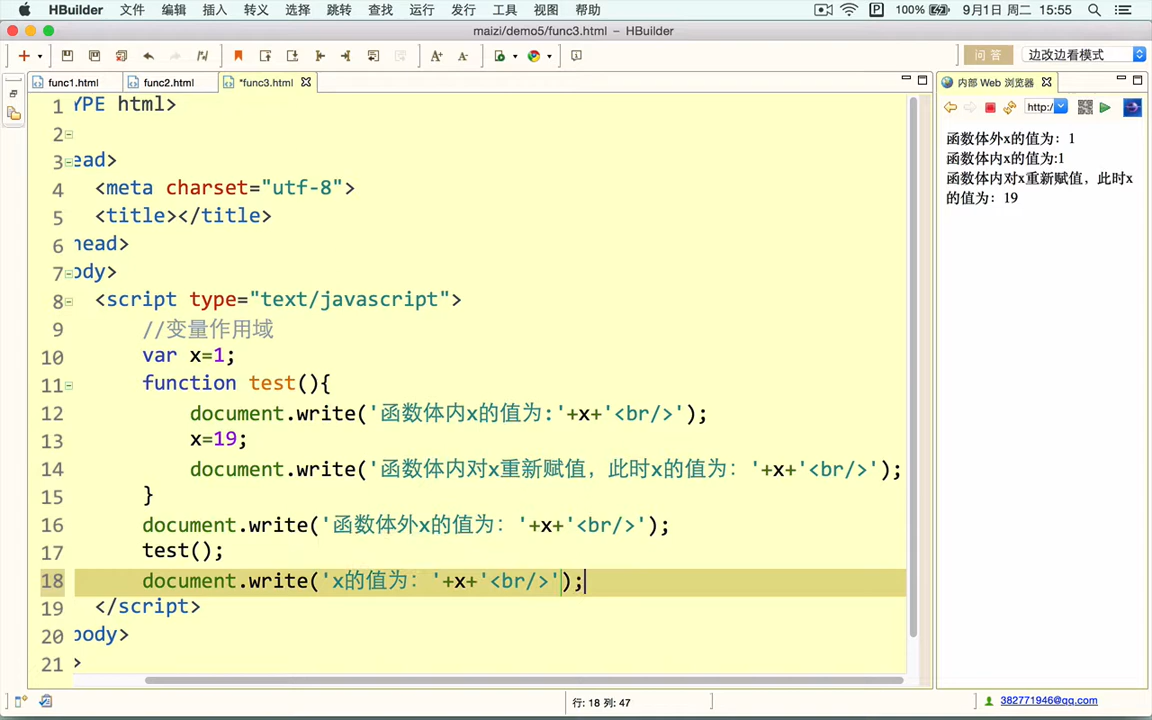 HBuilder 文件 编辑 插入 转义 选择 跳转 查找 运行 发行 工具 视图 帮助 100% 9月1日 周二 15:55
maizi/demo5/func3.html — HBuilder
问 答 边改边看模式
func1.html func2.html *func3.html 内部 Web 浏览器
http:/
1 YPE html>
2
3 ead>
4 <meta charset="utf-8">
5 <title></title>
6 head>
7 ody>
8 <script type="text/javascript">
9 //变量作用域
10 var x=1;
11 function test(){
12 document.write('函数体内x的值为:'+x+'<br/>');
13 x=19;
14 document.write('函数体内对x重新赋值，此时x的值为：'+x+'<br/>');
15 }
16 document.write('函数体外x的值为：'+x+'<br/>');
17 test();
18 document.write('x的值为：'+x+'<br/>');
19 </script>
20 body>
21 >
函数体外x的值为：1
函数体内x的值为:1
函数体内对x重新赋值，此时x
的值为：19
行: 18 列: 47
382771946@qq.com